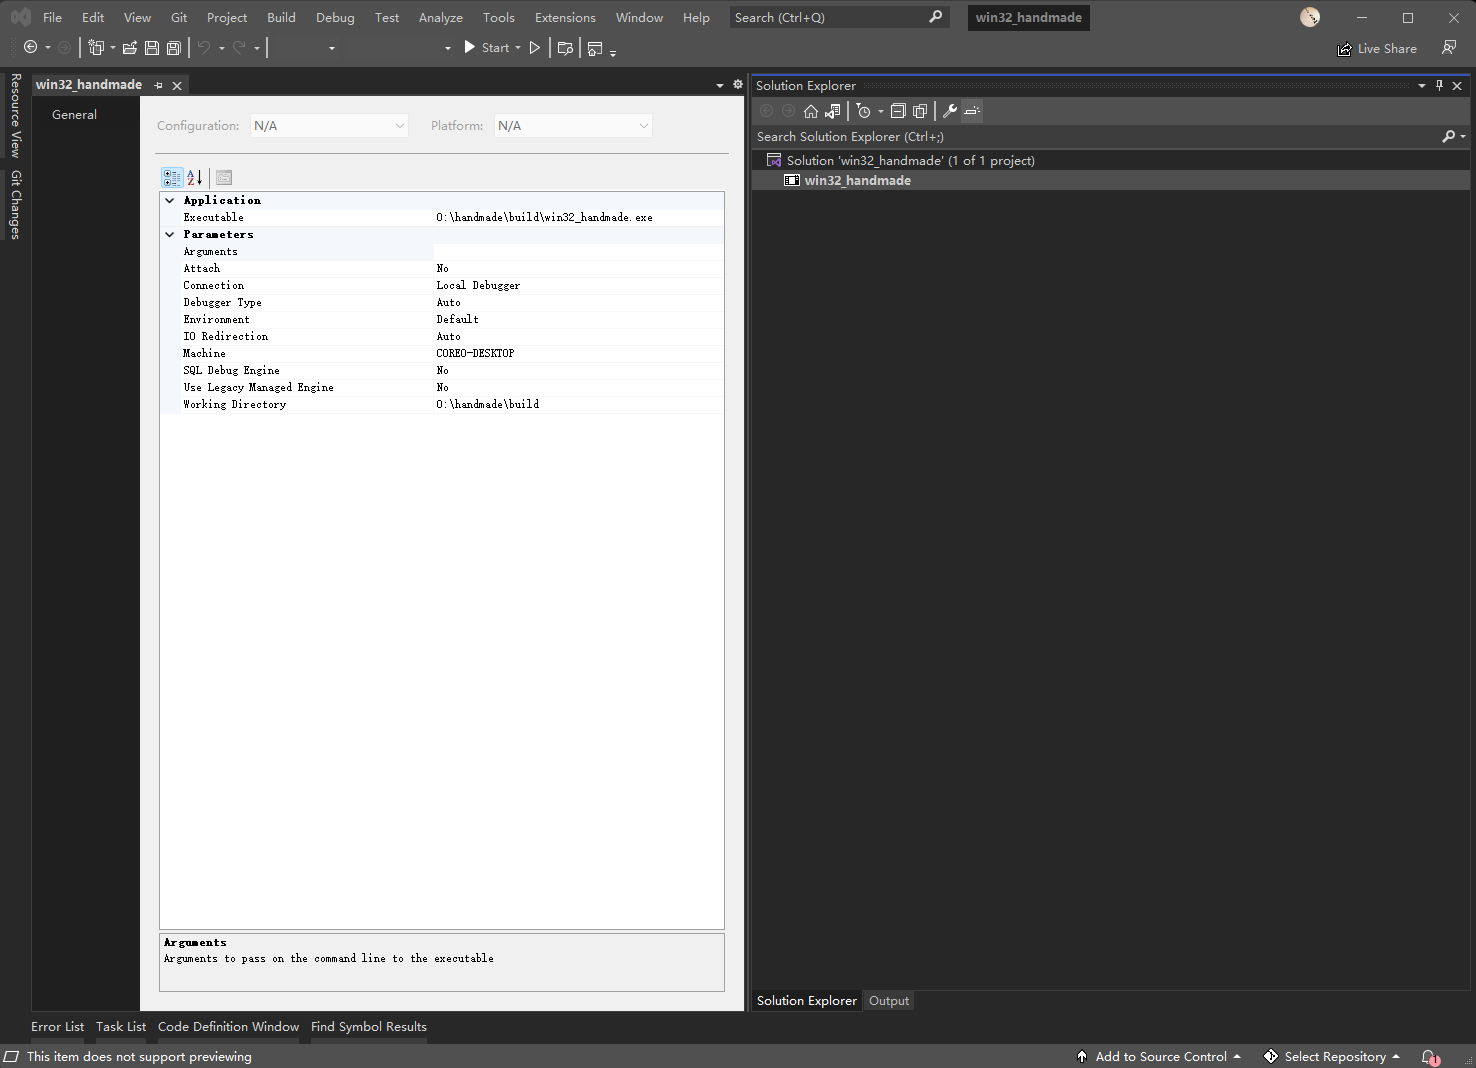 File Edit View Git Project Build Debug Test Analyze Tools Extensions Window Help Search (Ctrl+Q) win32_handmade
Start Live Share
Resource View
Git Changes
win32_handmade
General
Configuration: N/A Platform: N/A
Application
Executable O:\handmade\build\win32_handmade.exe
Parameters
Arguments
Attach No
Connection Local Debugger
Debugger Type Auto
Environment Default
IO Redirection Auto
Machine COREO-DESKTOP
SQL Debug Engine No
Use Legacy Managed Engine No
Working Directory O:\handmade\build
Arguments
Arguments to pass on the command line to the executable
Solution Explorer
Search Solution Explorer (Ctrl+;)
Solution 'win32_handmade' (1 of 1 project)
win32_handmade
Solution Explorer Output
Error List Task List Code Definition Window Find Symbol Results
This item does not support previewing Add to Source Control Select Repository 1